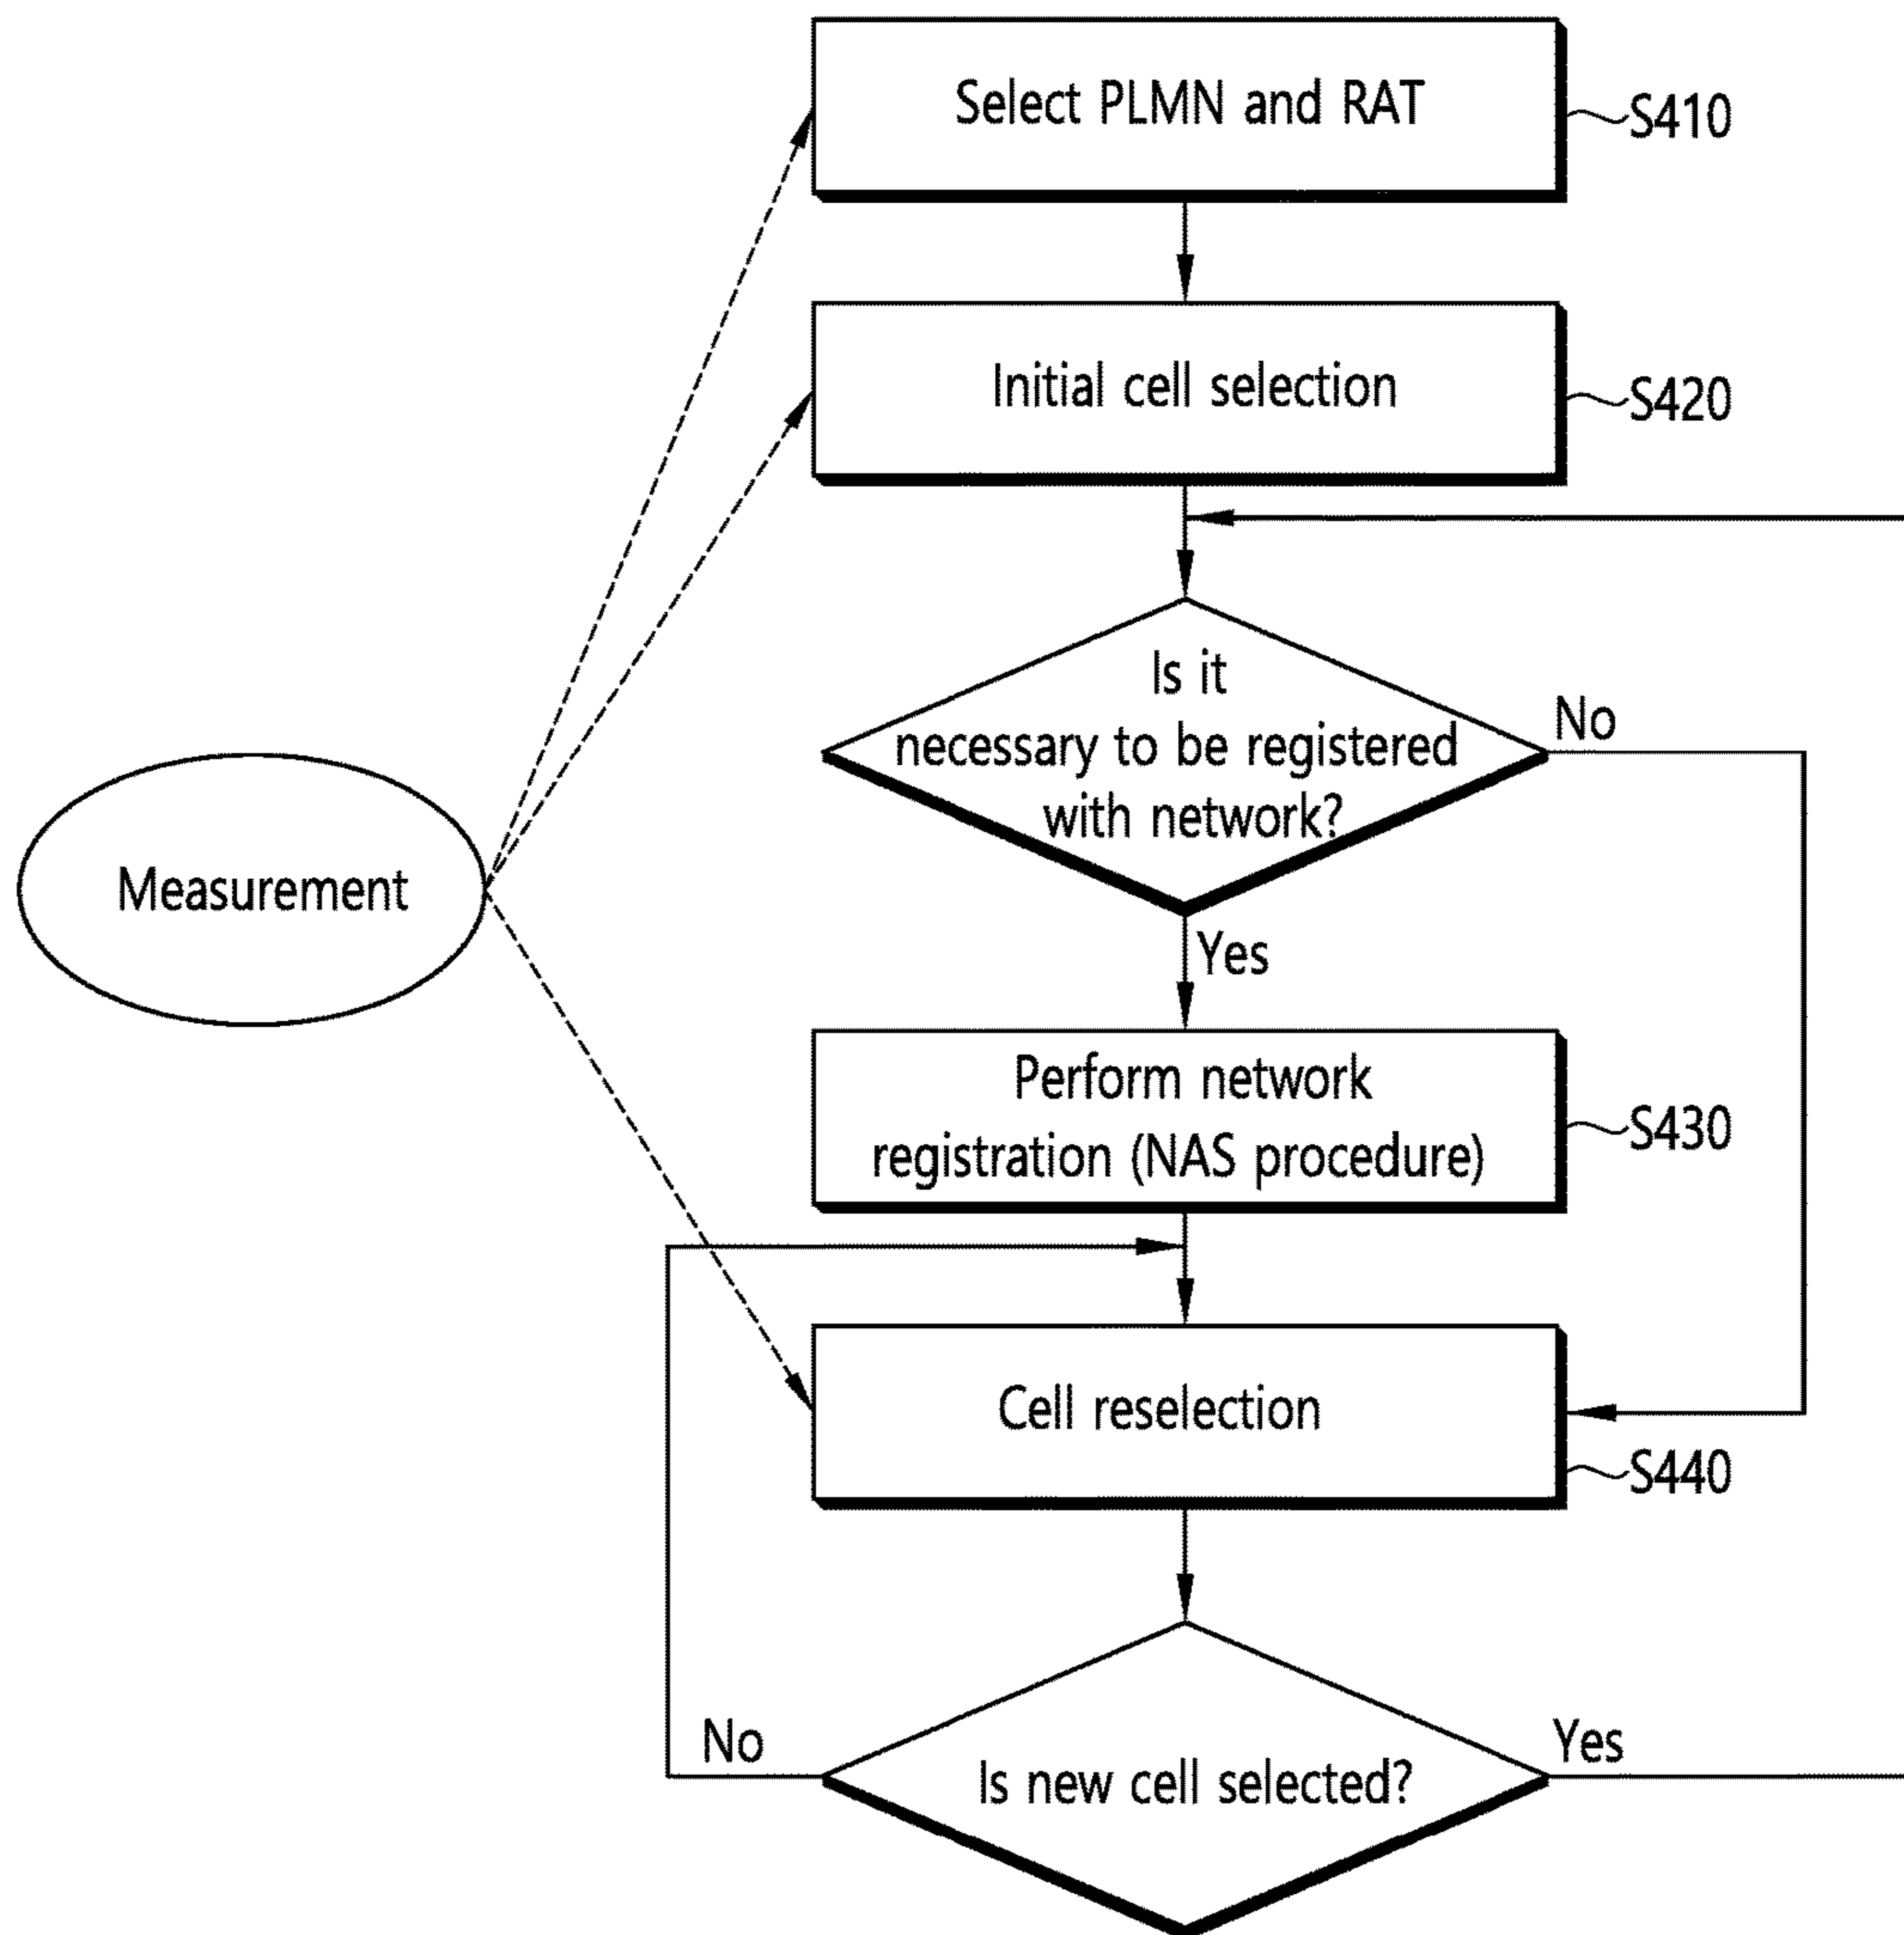 Select PLMN and RAT
S410
Initial cell selection
S420
Is it
necessary to be registered
with network?
No
Measurement
Yes
Perform network
registration (NAS procedure)
S430
Cell reselection
S440
No
Yes
Is new cell selected?